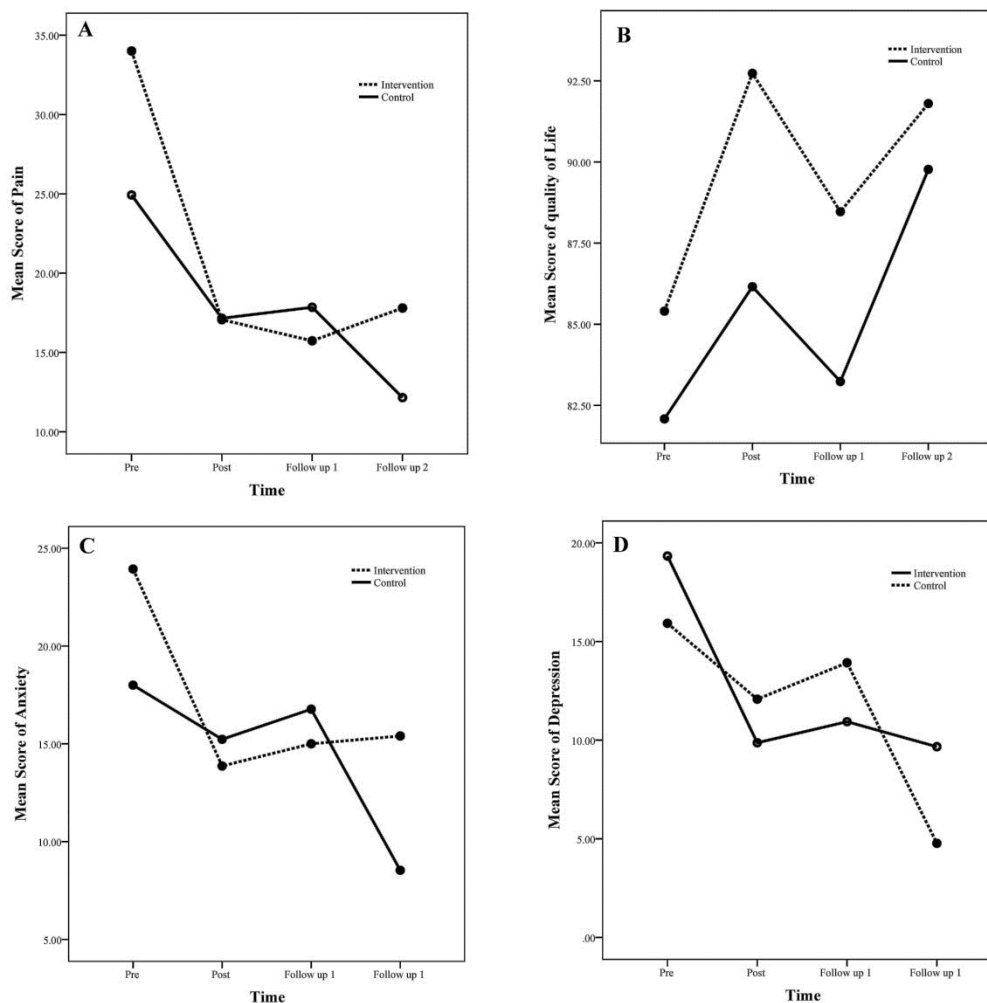 A
Intervention
Control
35.00
30.00
25.00
20.00
15.00
10.00
Mean Score of Pain
Pre
Post
Follow up 1
Follow up 2
Time
B
Intervention
Control
92.50
90.00
87.50
85.00
82.50
Mean Score of quality of Life
Pre
Post
Follow up 1
Follow up 2
Time
C
Intervention
Control
25.00
20.00
15.00
10.00
5.00
Mean Score of Anxiety
Pre
Post
Follow up 1
Follow up 1
Time
D
Intervention
Control
20.00
15.00
10.00
5.00
.00
Mean Score of Depression
Pre
Post
Follow up 1
Follow up 1
Time